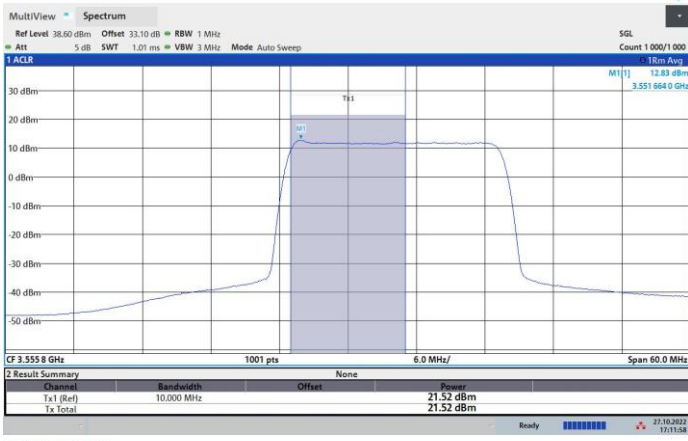 MultiView Spectrum
Ref Level 38.60 dBm Offset 33.10 dB RBW 1 MHz SGL
Att 5 dB SWT 1.01 ms VBW 3 MHz Mode Auto Sweep Count 1 000/1 000
1 ACLR 1Rm Avg
M1[1] 12.83 dBm
3.551 664 0 GHz
Tx1
M1
30 dBm
20 dBm
10 dBm
0 dBm
-10 dBm
-20 dBm
-30 dBm
-40 dBm
-50 dBm
CF 3.555 8 GHz 1001 pts 6.0 MHz/ Span 60.0 MHz
2 Result Summary None
Channel Bandwidth Offset Power
Tx1 (Ref) 10.000 MHz 21.52 dBm
Tx Total 21.52 dBm
Ready 27.10.2022
17:11:58